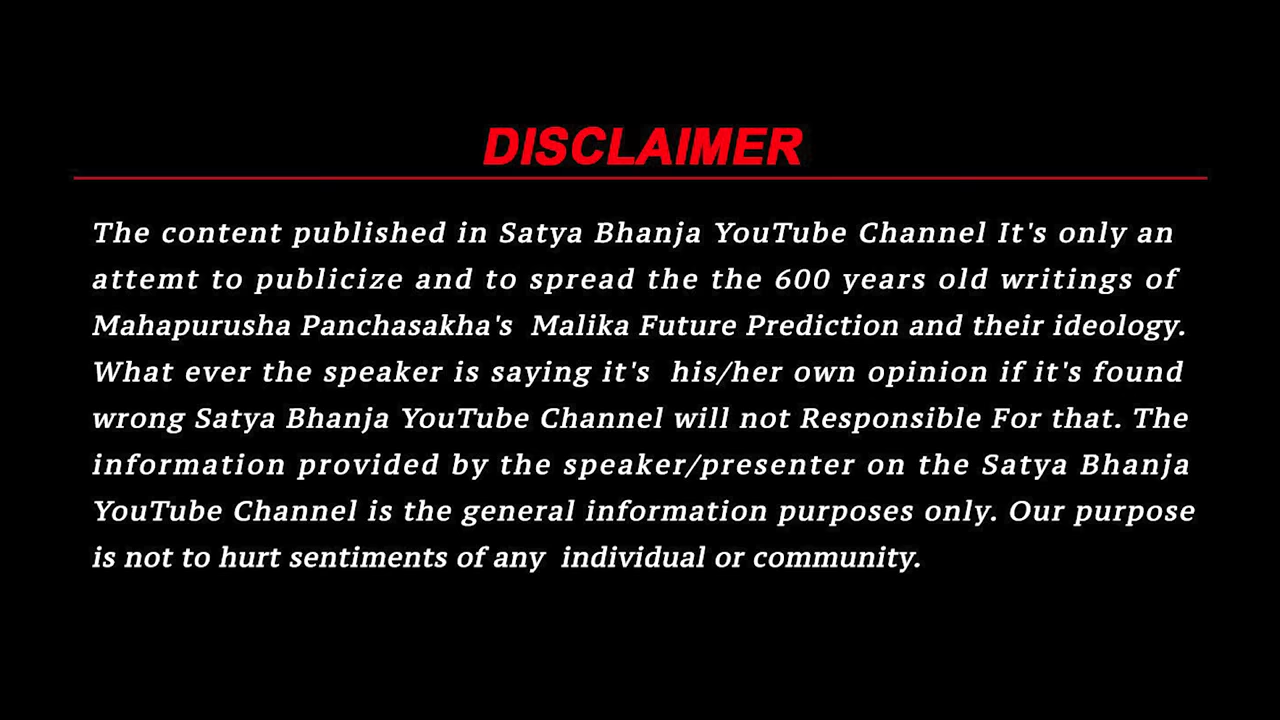 DISCLAIMER
The content published in Satya Bhanja YouTube Channel It's only an
attemt to publicize and to spread the the 600 years old writings of
Mahapurusha Panchasakha's Malika Future Prediction and their ideology.
What ever the speaker is saying it's his/her own opinion if it's found
wrong Satya Bhanja YouTube Channel will not Responsible For that. The
information provided by the speaker/presenter on the Satya Bhanja
YouTube Channel is the general information purposes only. Our purpose
is not to hurt sentiments of any individual or community.